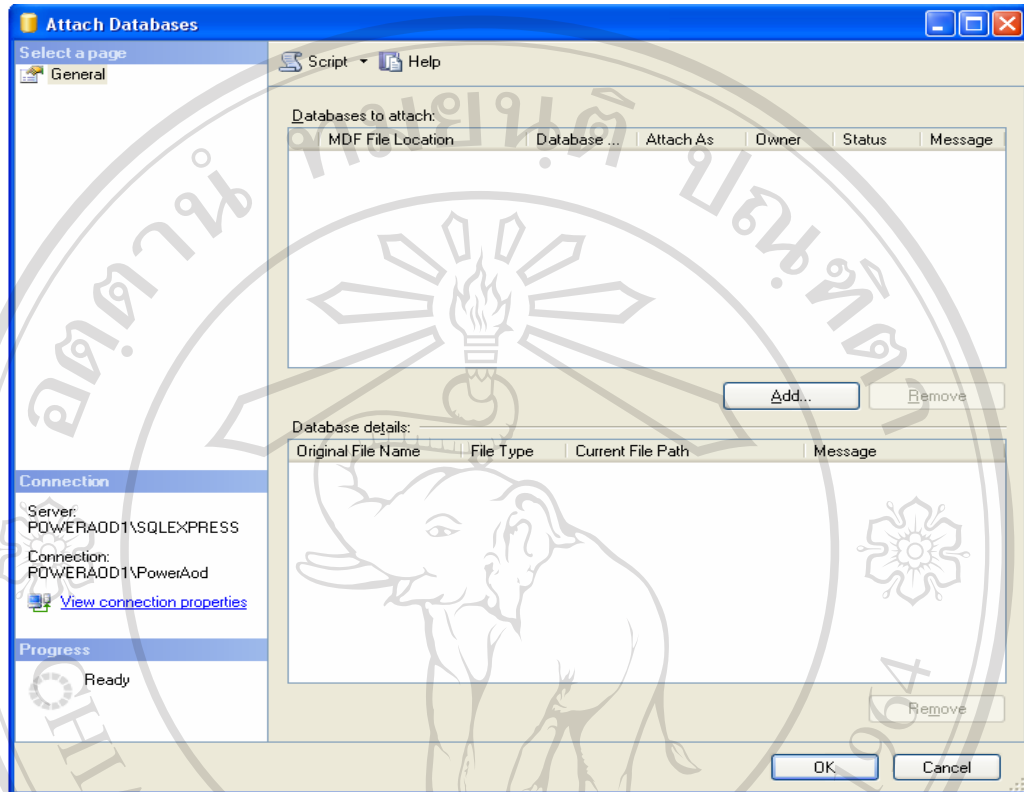 Attach Databases
Select a page
General
Script Help
Databases to attach:
MDF File Location Database ... Attach As Owner Status Message
Add... Remove
Database details:
Original File Name File Type Current File Path Message
Connection
Server:
POWERAOD1\SQLEXPRESS
Connection:
POWERAOD1\PowerAod
View connection properties
Progress
Ready
Remove
OK Cancel
1964